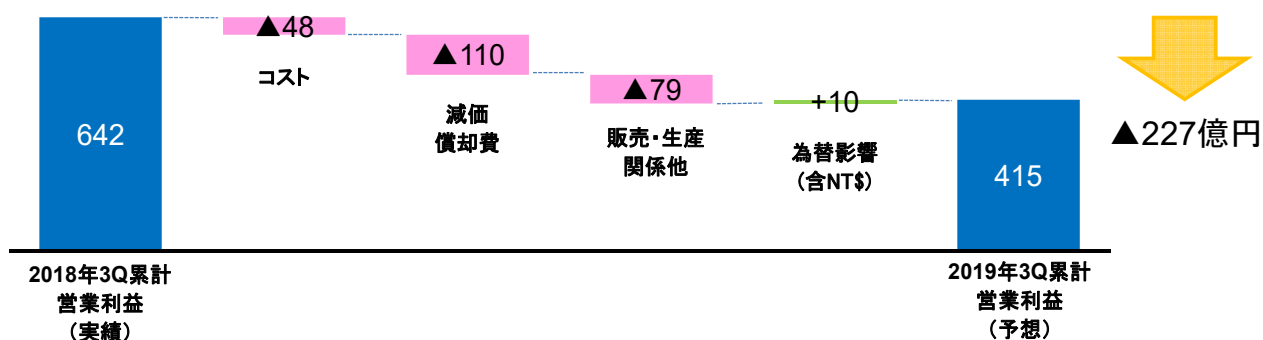 642
2018年3Q累計
営業利益
（実績）
▲48
コスト
▲110
減価
償却費
▲79
販売・生産
関係他
+10
為替影響
（含NT$）
415
2019年3Q累計
営業利益
（予想）
▲227億円